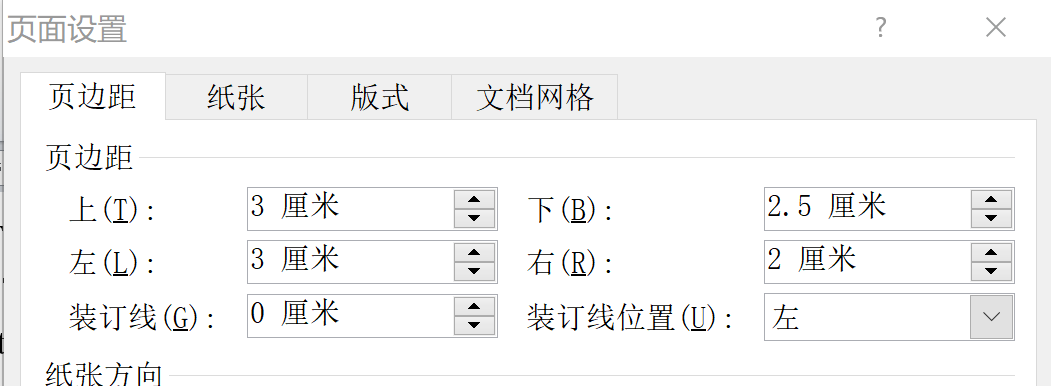 页面设置 ?
页边距 纸张 版式 文档网格
页边距
上(T): 3 厘米 下(B): 2.5 厘米
左(L): 3 厘米 右(R): 2 厘米
装订线(G): 0 厘米 装订线位置(U): 左
纸张方向